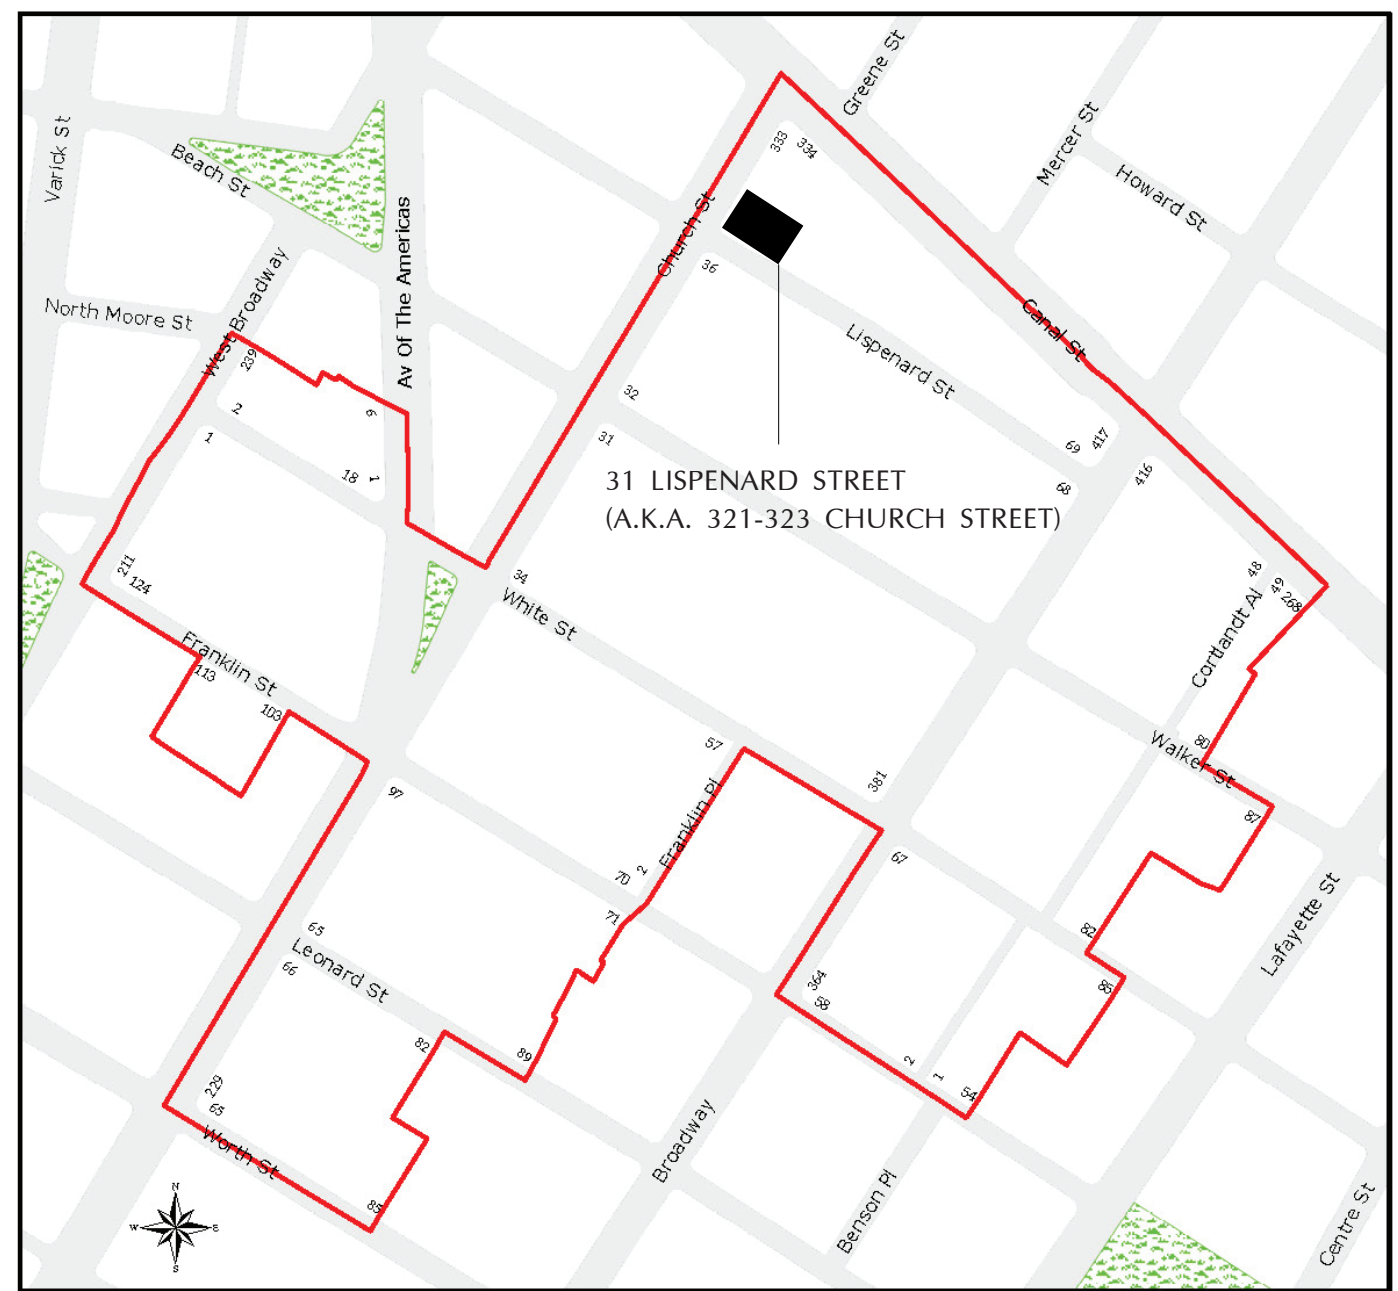 Greene St
Varick St
Mercer St
333
334
Beach St
Howard St
Church St
Av Of The Americas
36
West Broadway
North Moore St
Canal St
239
Lispenard St
32
2
6
1
31
69
417
18
1
416
68
31 LISPENARD STREET
(A.K.A. 321-323 CHURCH STREET)
211
124
34
48
49
268
Cortlandt Al
White St
Franklin St
113
103
57
80
Walker St
381
97
87
Franklin Pl
67
2
70
71
82
Lafayette St
65
66
Leonard St
364
58
85
82
89
2
1
54
229
65
Worth St
Broadway
85
Benson Pl
Centre St
N
W
E
S